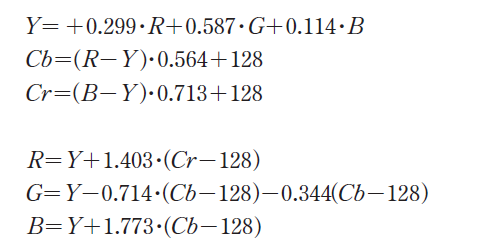 Y= +0.299·R+0.587·G+0.114·B
Cb=(R−Y)·0.564+128
Cr=(B−Y)·0.713+128
R=Y+1.403·(Cr−128)
G=Y−0.714·(Cb−128)−0.344(Cb−128)
B=Y+1.773·(Cb−128)